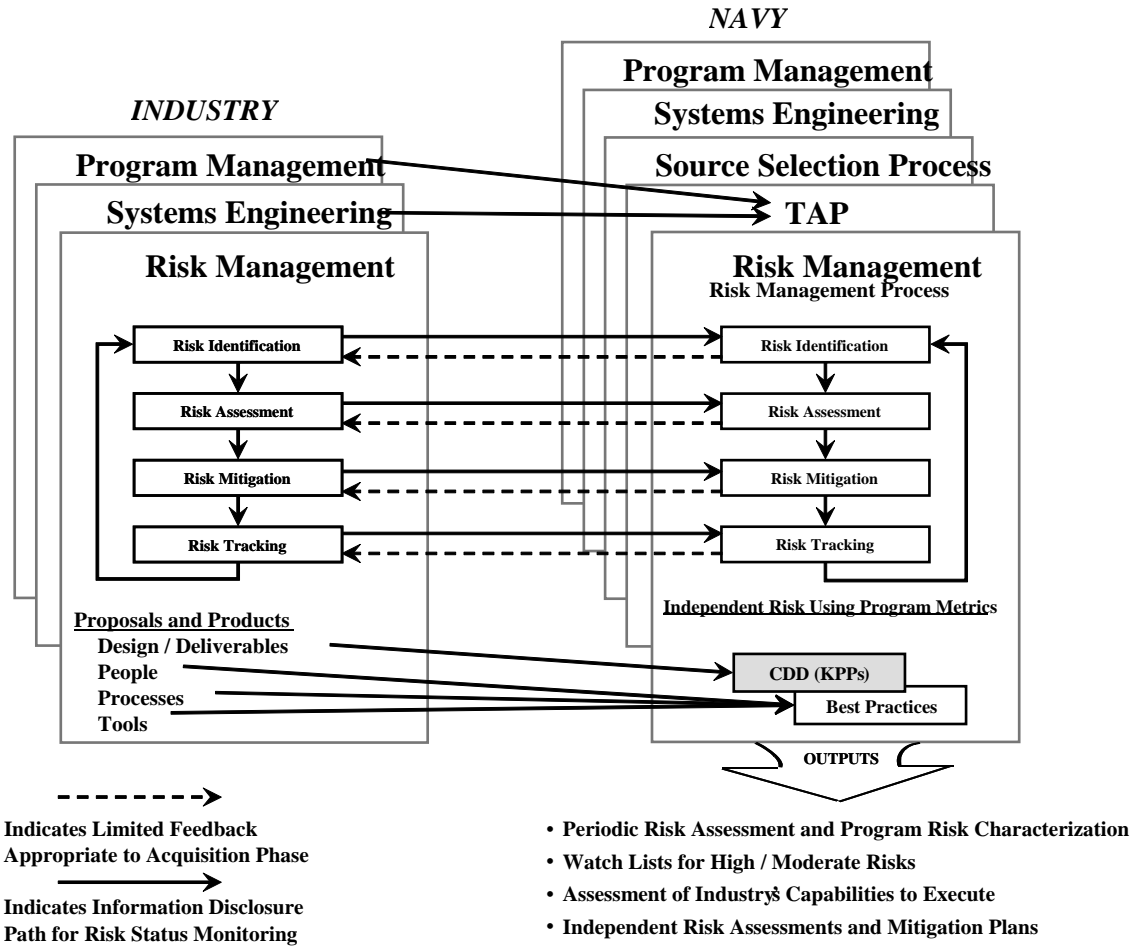 NAVY
Program Management
Systems Engineering
Source Selection Process
TAP
Risk Management
Risk Management Process
Risk Identification
Risk Assessment
Risk Mitigation
Risk Tracking
Independent Risk Using Program Metrics
CDD (KPPs)
Best Practices
OUTPUTS
INDUSTRY
Program Management
Systems Engineering
Risk Management
Risk Identification
Risk Assessment
Risk Mitigation
Risk Tracking
Proposals and Products
Design / Deliverables
People
Processes
Tools
Indicates Limited Feedback
Appropriate to Acquisition Phase
Indicates Information Disclosure
Path for Risk Status Monitoring
• Periodic Risk Assessment and Program Risk Characterization
• Watch Lists for High / Moderate Risks
• Assessment of Industry's Capabilities to Execute
• Independent Risk Assessments and Mitigation Plans